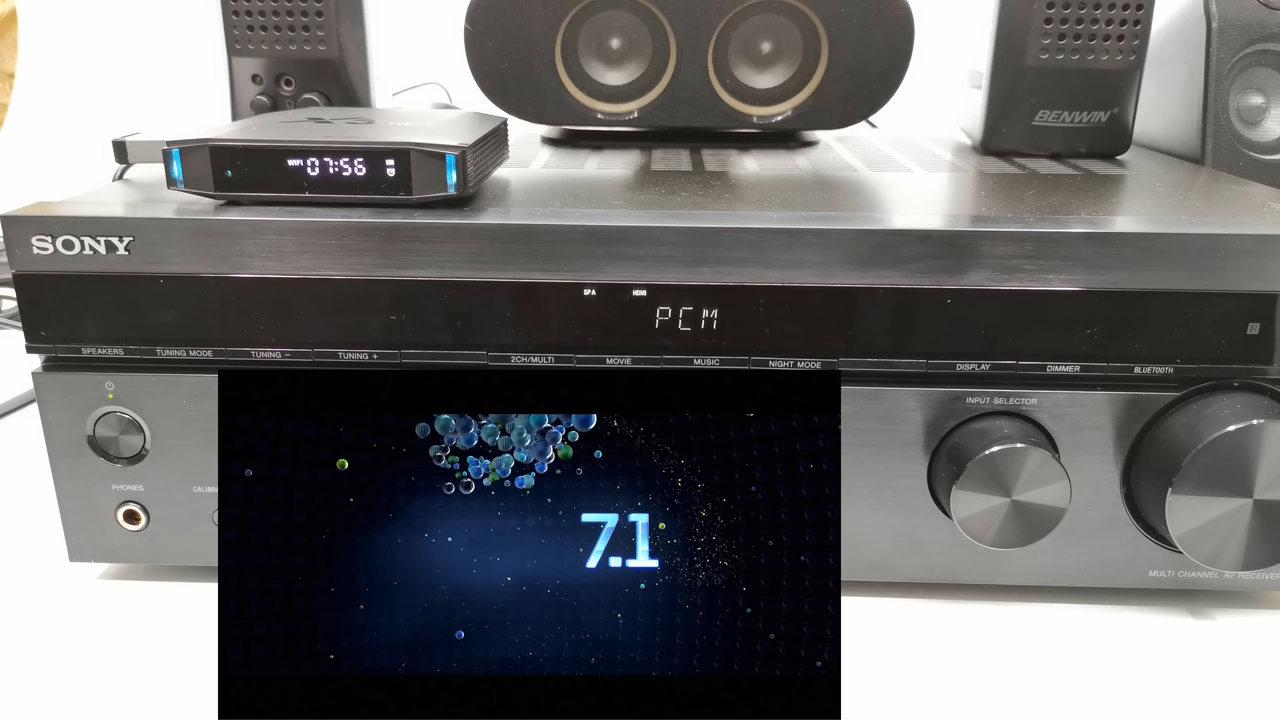 BENWIN®
X3
WiFi 07:56
SONY
SPA HDMI
PCM
SPEAKERS TUNING MODE TUNING − TUNING + 2CH/MULTI MOVIE MUSIC NIGHT MODE DISPLAY DIMMER BLUETOOTH
INPUT SELECTOR
PHONES
7.1
MULTI CHANNEL AV RECEIVER